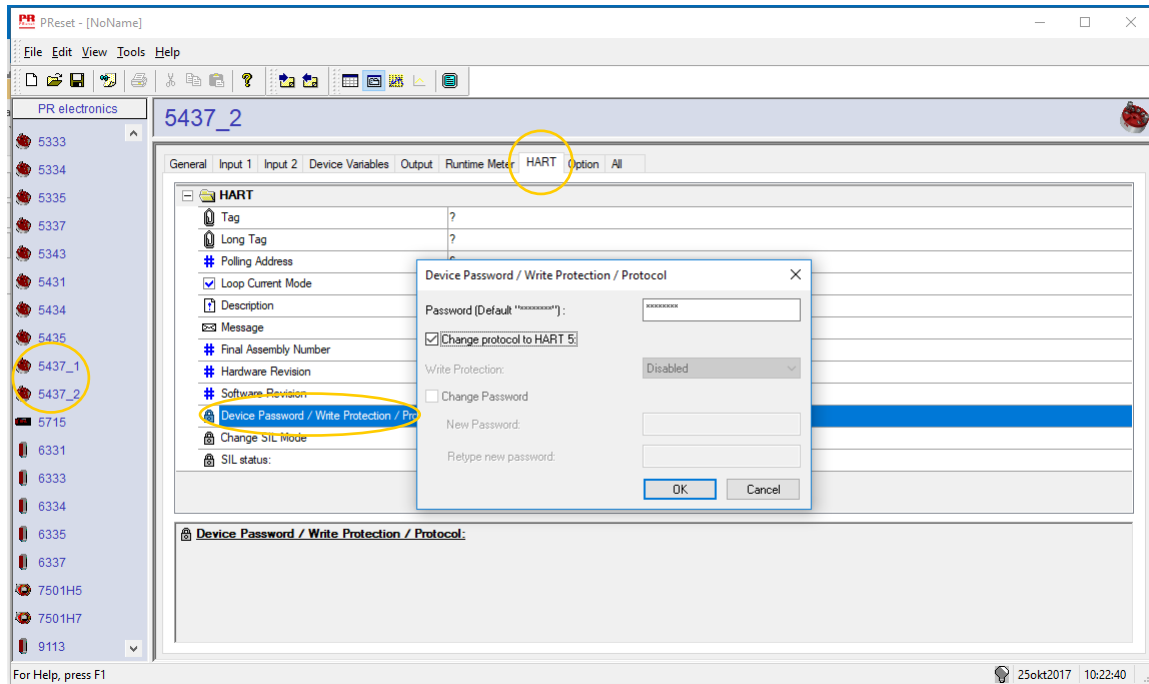 PR PReset - [NoName]
File Edit View Tools Help
PR electronics
5333
5334
5335
5337
5343
5431
5434
5435
5437_1
5437_2
5715
6331
6333
6334
6335
6337
7501H5
7501H7
9113
5437_2
General Input 1 Input 2 Device Variables Output Runtime Meter HART Option All
HART
Tag ?
Long Tag ?
Polling Address
Loop Current Mode
Description
Message
Final Assembly Number
Hardware Revision
Software Revision
Device Password / Write Protection / Pro
Change SIL Mode
SIL status:
Device Password / Write Protection / Protocol
Password (Default "********") : ********
Change protocol to HART 5:
Write Protection: Disabled
Change Password
New Password:
Retype new password:
OK Cancel
Device Password / Write Protection / Protocol:
For Help, press F1 25okt2017 10:22:40